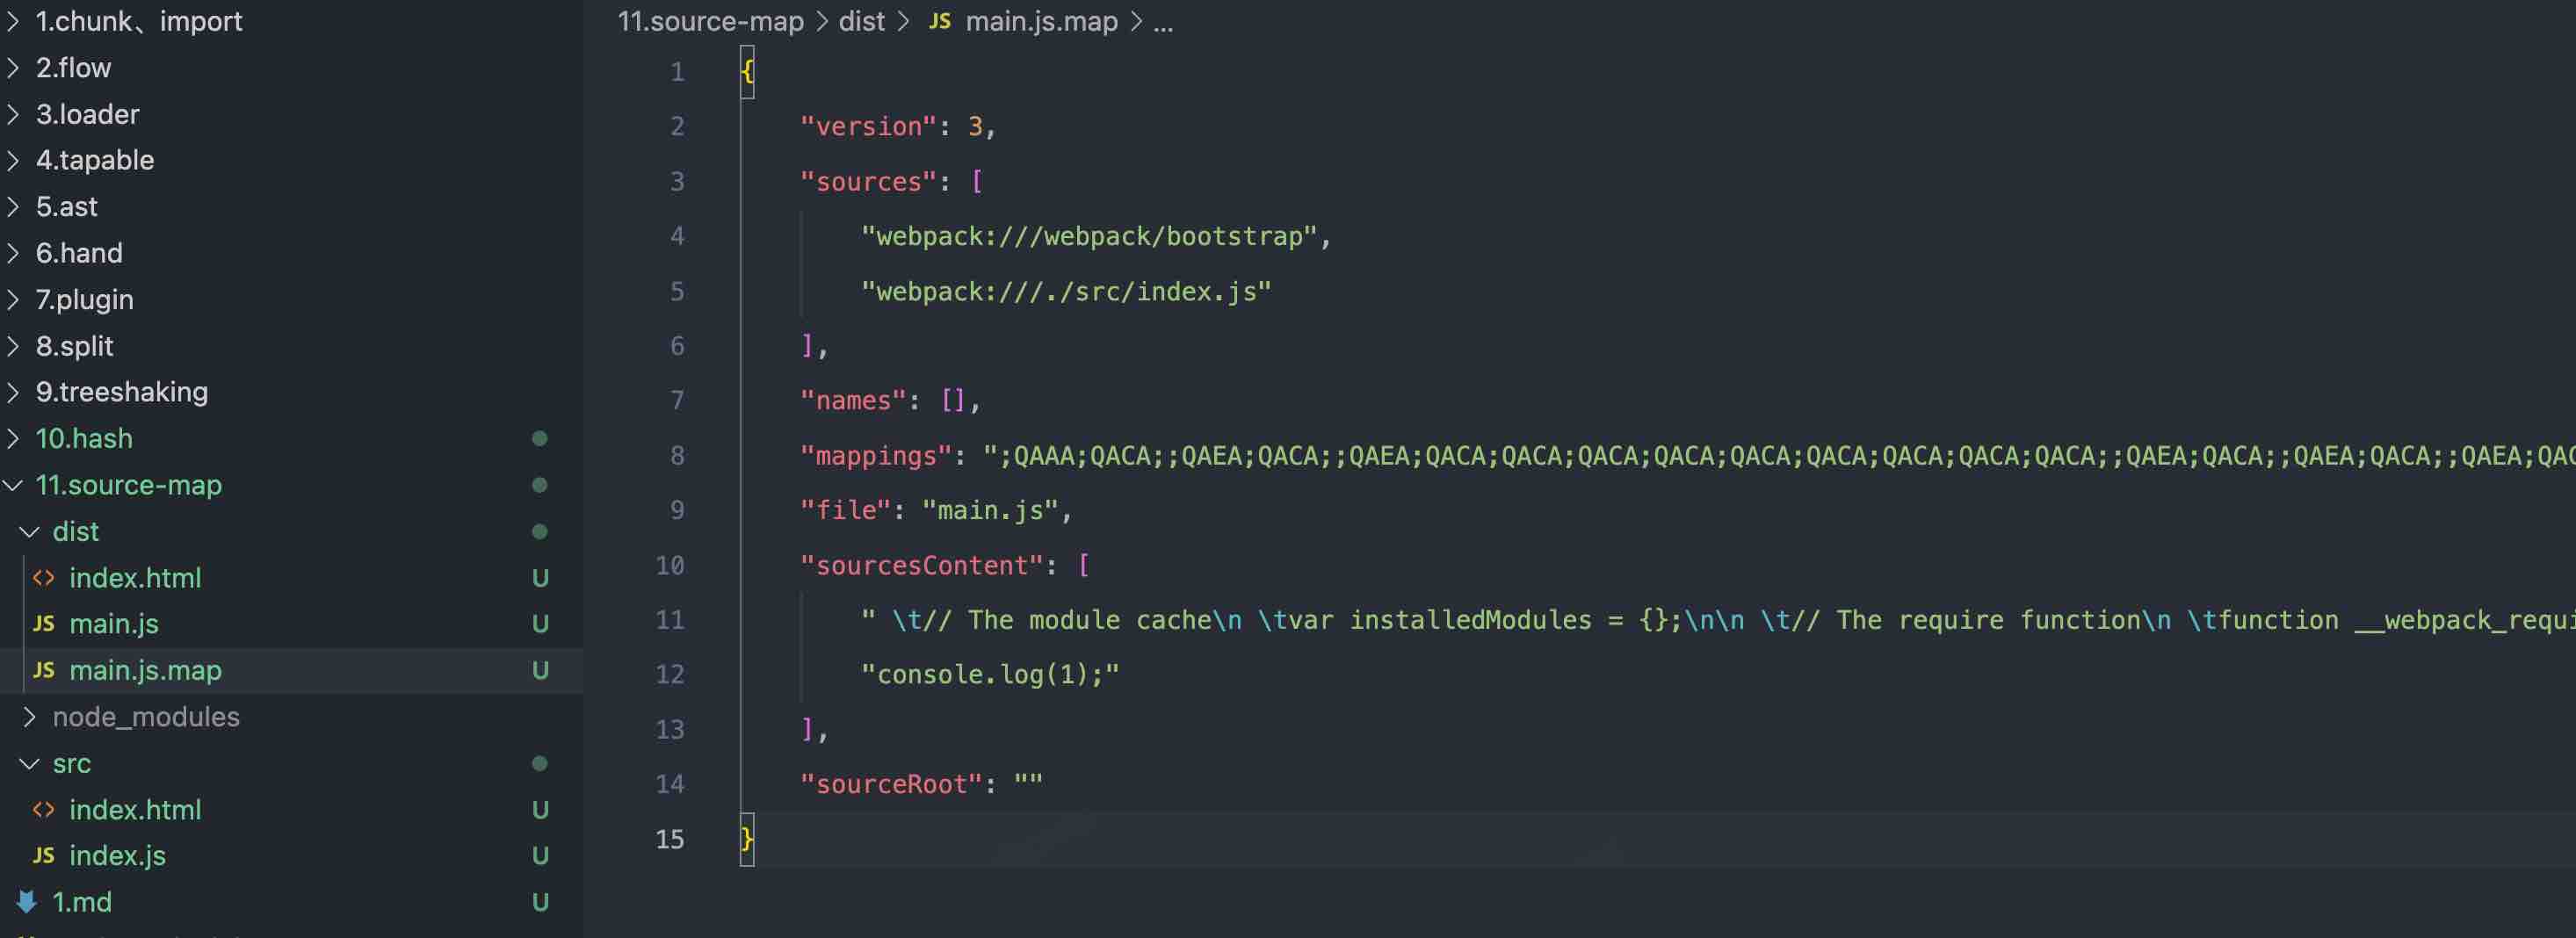 1.chunk、import
2.flow
3.loader
4.tapable
5.ast
6.hand
7.plugin
8.split
9.treeshaking
10.hash
11.source-map
dist
<> index.html U
JS main.js U
JS main.js.map U
node_modules
src
<> index.html U
JS index.js U
1.md U
11.source-map > dist > JS main.js.map > ...
1 {
2 "version": 3,
3 "sources": [
4 "webpack:///webpack/bootstrap",
5 "webpack:///./src/index.js"
6 ],
7 "names": [],
8 "mappings": ";QAAA;QACA;;QAEA;QACA;;QAEA;QACA;QACA;QACA;QACA;QACA;QACA;QACA;QACA;QACA;;QAEA;QACA;;QAEA;QACA;;QAEA;QAC
9 "file": "main.js",
10 "sourcesContent": [
11 " \t// The module cache\n \tvar installedModules = {};\n\n \t// The require function\n \tfunction __webpack_requi
12 "console.log(1);"
13 ],
14 "sourceRoot": ""
15 }